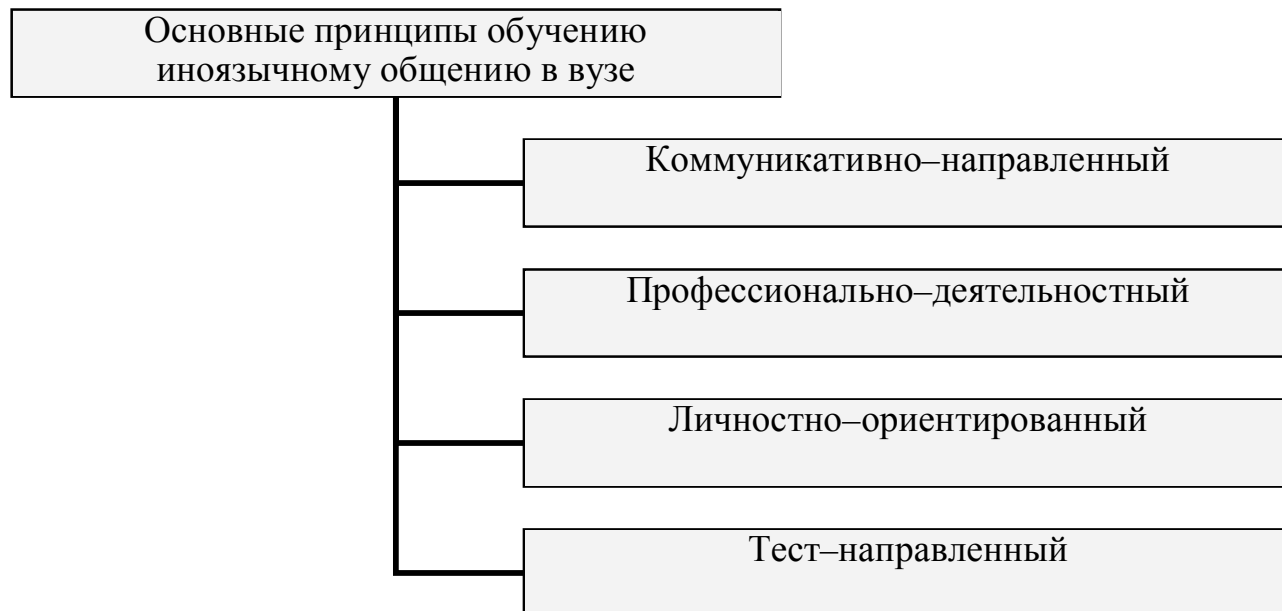 Основные принципы обучению
иноязычному общению в вузе
Коммуникативно–направленный
Профессионально–деятельностный
Личностно–ориентированный
Тест–направленный